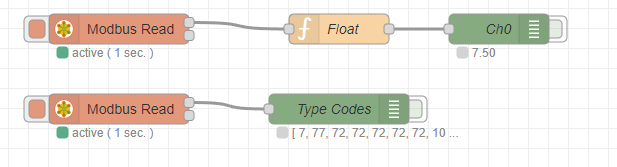 Modbus Read
Float
Ch0
active ( 1 sec. )
7.50
Modbus Read
Type Codes
active ( 1 sec. )
[ 7, 77, 72, 72, 72, 72, 72, 10 ...